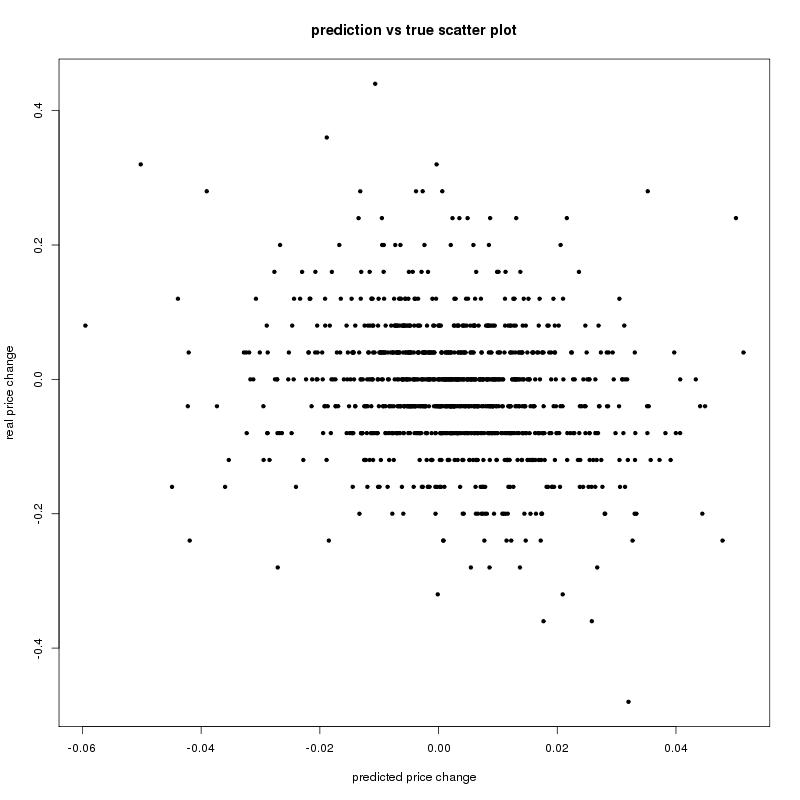 prediction vs true scatter plot
real price change
0.4
0.2
0.0
-0.2
-0.4
-0.06 -0.04 -0.02 0.00 0.02 0.04
predicted price change